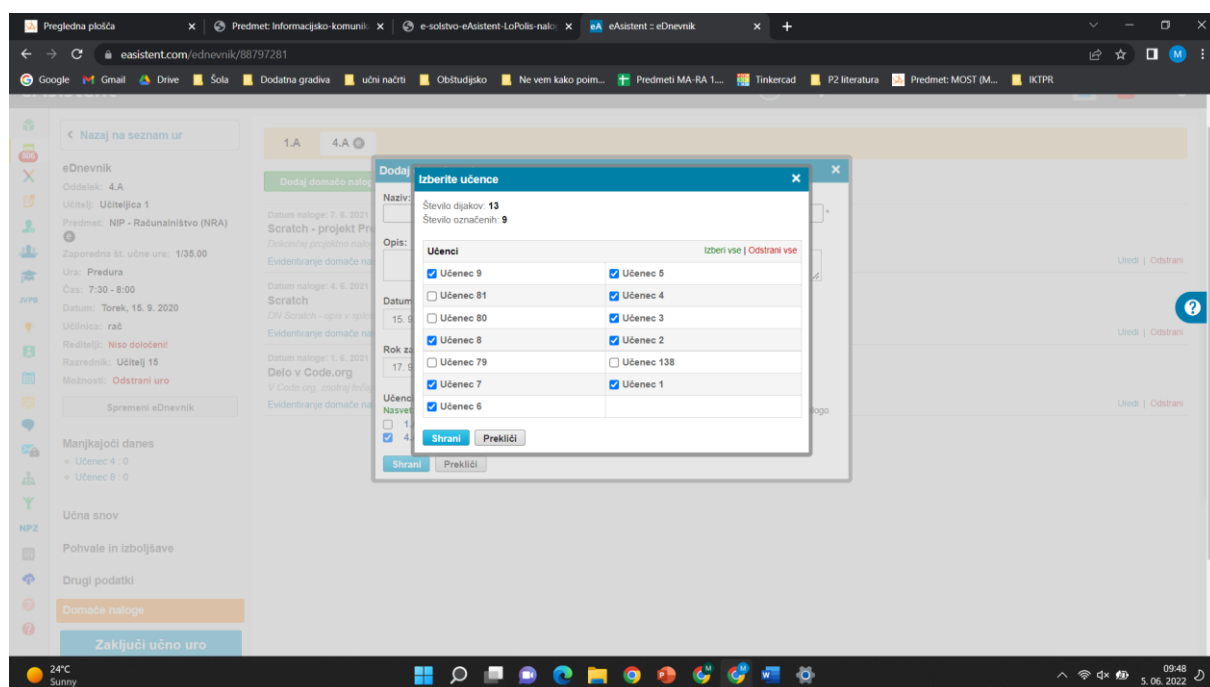 Pregledna plošča
Predmet: Informacijsko-komunik
e-solstvo-eAsistent-LoPolis-nalo
eA eAsistent :: eDnevnik
easistent.com/ednevnik/88797281
Google Gmail Drive Šola Dodatna gradiva učni načrti Obštudijsko Ne vem kako poim... Predmeti MA-RA 1.... Tinkercad P2 literatura Predmet: MOST (M... IKTPR
Nazaj na seznam ur
eDnevnik
Oddelek: 4.A
Učitelj: Učiteljica 1
Predmet: NIP - Računalništvo (NRA)
Zaporedna št. učne ure: 1/35.00
Ura: Predura
Čas: 7:30 - 8:00
Datum: Torek, 15. 9. 2020
Učilnica: rač
Reditelji: Niso določeni!
Razrednik: Učitelj 15
Možnosti: Odstrani uro
Spremeni eDnevnik
Manjkajoči danes
Učenec 4 : 0
Učenec 8 : 0
Učna snov
Pohvale in izboljšave
Drugi podatki
Domače naloge
Zaključi učno uro
NPZ
1.A 4.A
Dodaj domačo nalog
Datum naloge: 7. 6. 2021
Scratch - projekt Pr
Dokončaj projektno nalo
Evidentiranje domače na
Uredi | Odstrani
Datum naloge: 4. 6. 2021
Scratch
DN Scratch - opis v sple
Evidentiranje domače na
Uredi | Odstrani
Datum naloge: 1. 6. 2021
Delo v Code.org
V Code.org, znotraj teča
Evidentiranje domače na
Uredi | Odstrani
Dodaj
Naziv:
Opis:
Datum
15. 9
Rok za
17. 9
Učenc
Nasvet
logo.
1.
4.
Shrani Prekliči
Izberite učence
Število dijakov: 13
Število označenih: 9
Učenci Izberi vse | Odstrani vse
Učenec 9 Učenec 5
Učenec 81 Učenec 4
Učenec 80 Učenec 3
Učenec 8 Učenec 2
Učenec 79 Učenec 138
Učenec 7 Učenec 1
Učenec 6
Shrani Prekliči
24°C
Sunny
09:48
5. 06. 2022